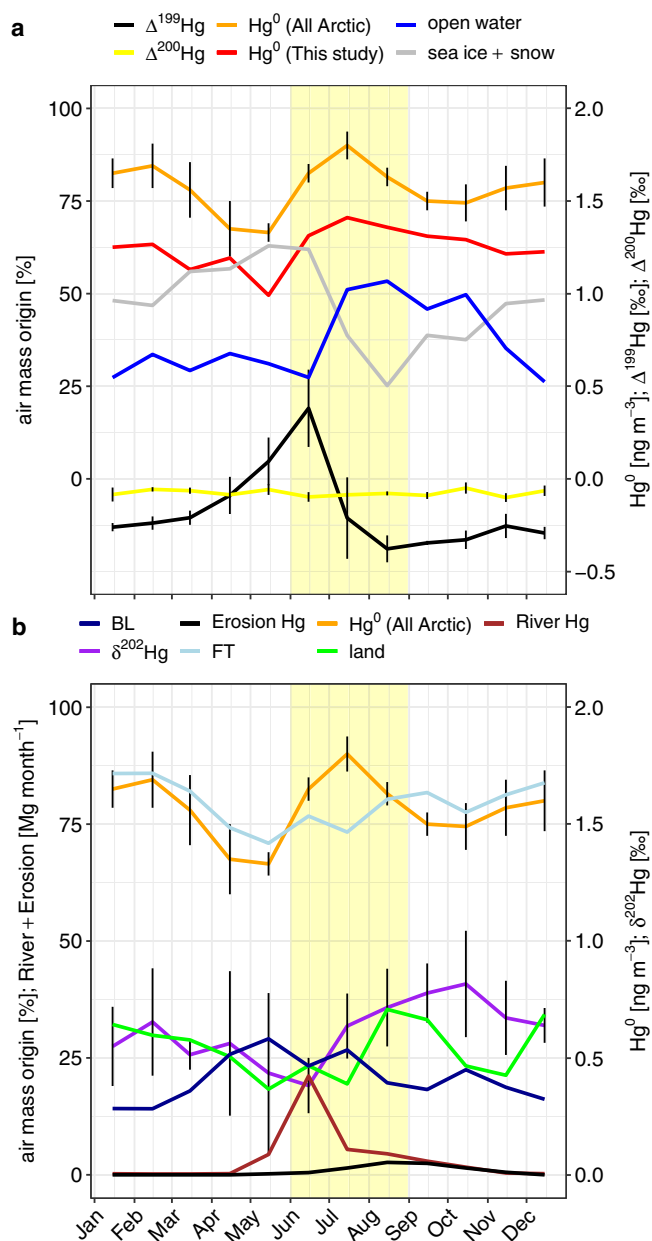 a
Δ¹⁹⁹Hg Hg⁰ (All Arctic) open water
Δ²⁰⁰Hg Hg⁰ (This study) sea ice + snow
100
75
50
25
0
air mass origin [%]
2.0
1.5
1.0
0.5
0.0
−0.5
Hg⁰ [ng m⁻³]; Δ¹⁹⁹Hg [‰]; Δ²⁰⁰Hg [‰]
b
BL Erosion Hg Hg⁰ (All Arctic) River Hg
δ²⁰²Hg FT land
100
75
50
25
0
air mass origin [%]; River + Erosion [Mg month⁻¹]
2.0
1.5
1.0
0.5
0.0
Hg⁰ [ng m⁻³]; δ²⁰²Hg [‰]
Jan Feb Mar Apr May Jun Jul Aug Sep Oct Nov Dec